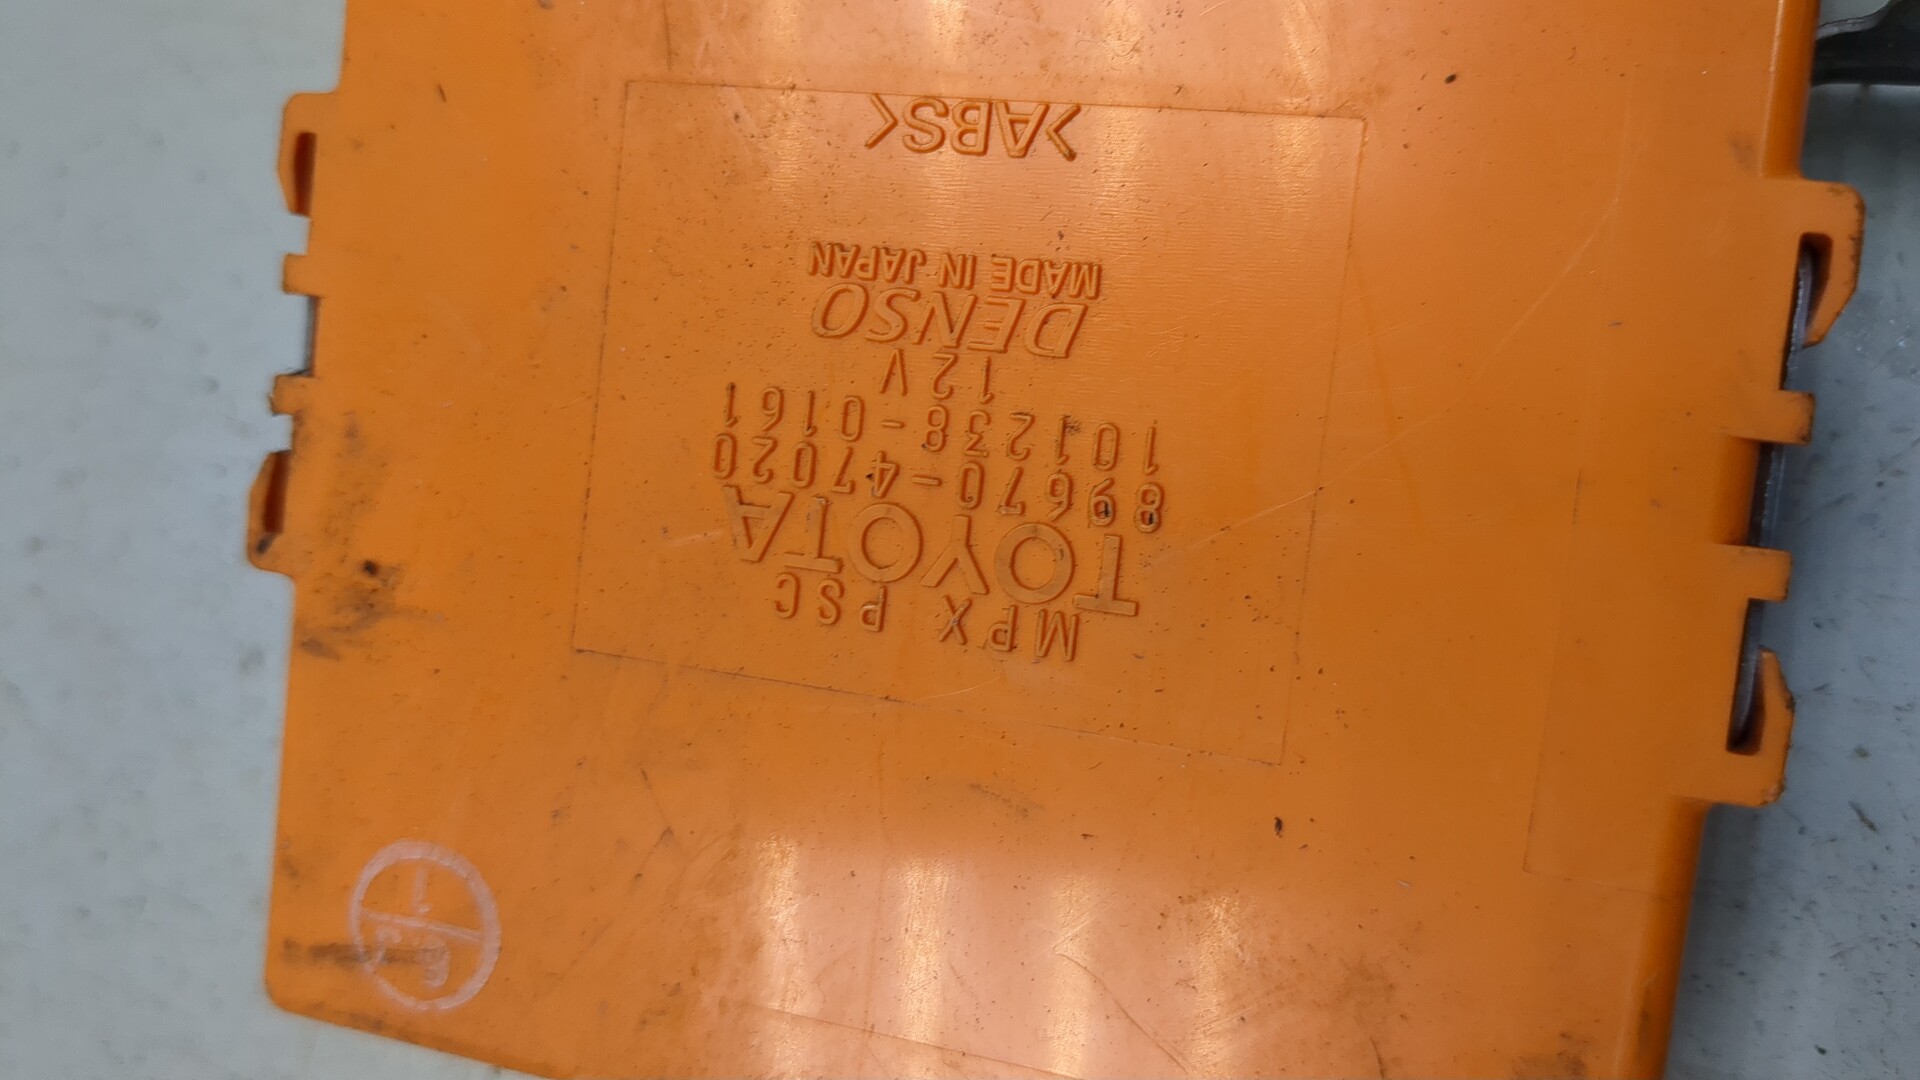 MPX PSC
TOYOTA
89670-47020
101238-0161
12V
DENSO
MADE IN JAPAN
>ABS<